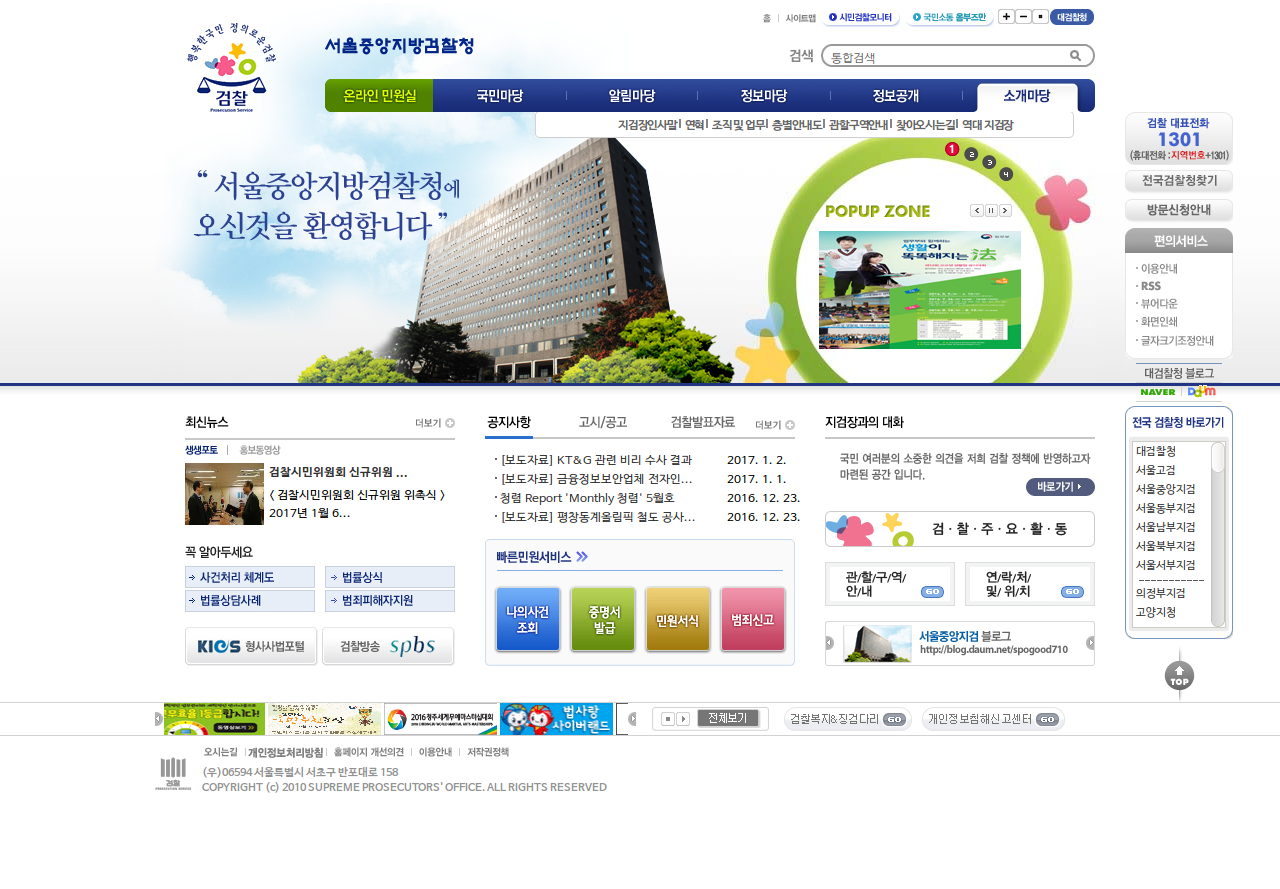 홈 사이트맵 시민검찰모니터 국민소통 옴부즈만 대검찰청
행복한국민 정의로운검찰
검찰
Prosecution Service
서울중앙지방검찰청
검색 통합검색
온라인 민원실 국민마당 알림마당 정보마당 정보공개 소개마당
지검장인사말 연혁 조직 및 업무 층별안내도 관할구역안내 찾아오시는길 역대 지검장
“ 서울중앙지방검찰청에
오신것을 환영합니다 ”
1 2 3 4
POPUP ZONE
생활이
똑똑해지는 法
검찰 대표전화
1301
(휴대전화 :지역번호+1301)
전국검찰청찾기
방문신청안내
편의서비스
이용안내
RSS
뷰어다운
화면인쇄
글자크기조정안내
대검찰청 블로그
NAVER Daum
전국 검찰청 바로가기
대검찰청
서울고검
서울중앙지검
서울동부지검
서울남부지검
서울북부지검
서울서부지검
-----------
의정부지검
고양지청
TOP
최신뉴스 더보기
생생포토 홍보동영상
검찰시민위원회 신규위원 ...
< 검찰시민위원회 신규위원 위촉식 >
2017년 1월 6...
꼭 알아두세요
사건처리 체계도 법률상식
법률상담사례 범죄피해자지원
KICS 형사사법포털 검찰방송 spbs
공지사항 고시/공고 검찰발표자료 더보기
· [보도자료] KT&G 관련 비리 수사 결과 2017. 1. 2.
· [보도자료] 금융정보보안업체 전자인... 2017. 1. 1.
· 청렴 Report 'Monthly 청렴' 5월호 2016. 12. 23.
· [보도자료] 평창동계올림픽 철도 공사... 2016. 12. 23.
빠른민원서비스
나의사건
조회
증명서
발급
민원서식
범죄신고
지검장과의 대화
국민 여러분의 소중한 의견을 저희 검찰 정책에 반영하고자
마련된 공간 입니다.
바로가기
검·찰·주·요·활·동
관/할/구/역/
안/내 GO
연/락/처/
및/ 위/치 GO
서울중앙지검 블로그
http://blog.daum.net/spogood710
무료율 1등급합시다!
동영상보기
2016 청주세계무예마스터십대회
법사랑
사이버랜드
전체보기
검찰복지&징검다리 GO
개인정보침해신고센터 GO
오시는길 개인정보처리방침 홈페이지 개선의견 이용안내 저작권정책
검찰
PROSECUTION SERVICE
(우)06594 서울특별시 서초구 반포대로 158
COPYRIGHT (c) 2010 SUPREME PROSECUTORS' OFFICE. ALL RIGHTS RESERVED